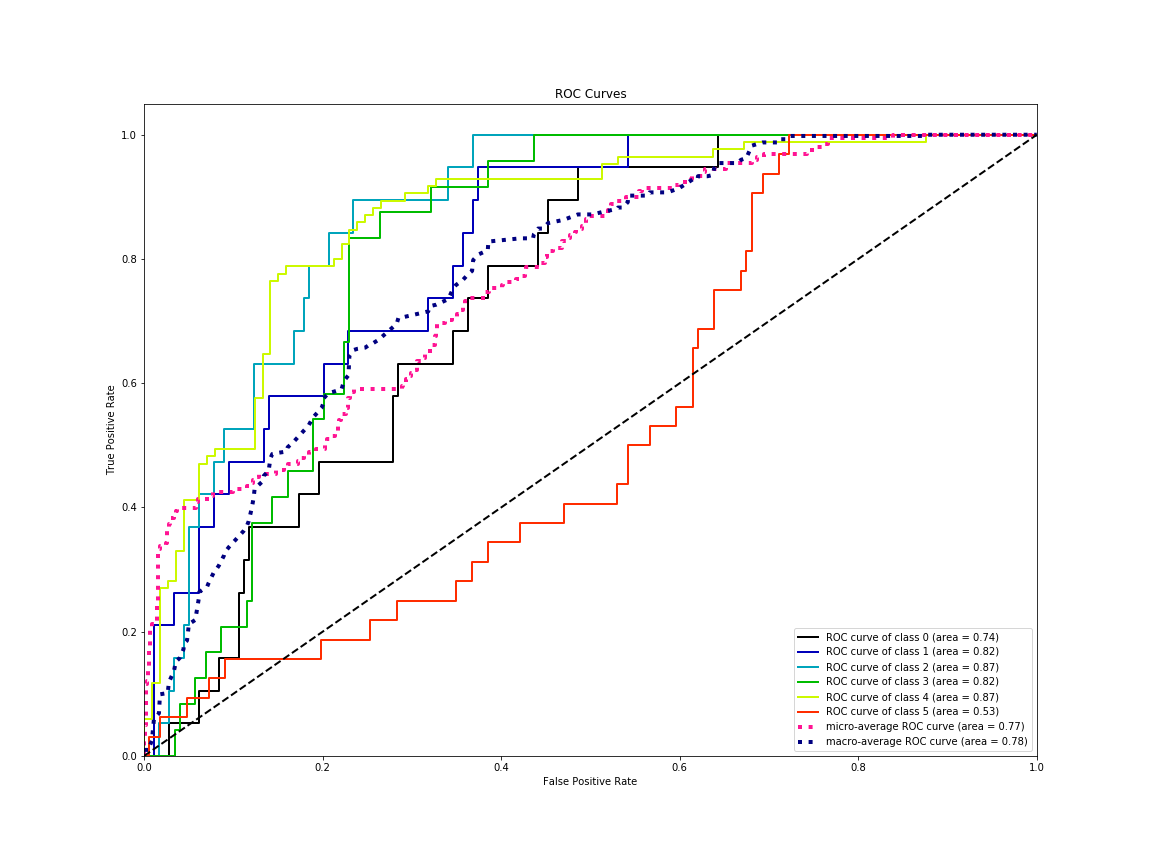 ROC Curves
1.0
0.8
0.6
0.4
0.2
0.0
True Positive Rate
0.0 0.2 0.4 0.6 0.8 1.0
False Positive Rate
ROC curve of class 0 (area = 0.74)
ROC curve of class 1 (area = 0.82)
ROC curve of class 2 (area = 0.87)
ROC curve of class 3 (area = 0.82)
ROC curve of class 4 (area = 0.87)
ROC curve of class 5 (area = 0.53)
micro-average ROC curve (area = 0.77)
macro-average ROC curve (area = 0.78)